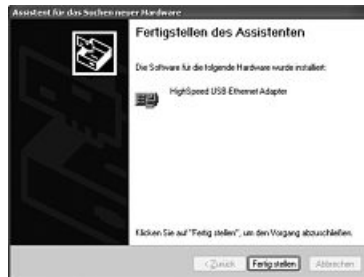 Assistent für das Suchen neuer Hardware
Fertigstellen des Assistenten
Die Software für die folgende Hardware wurde installiert:
HighSpeed USB-Ethernet Adapter
Klicken Sie auf "Fertig stellen", um den Vorgang abzuschließen.
< Zurück Fertig stellen Abbrechen